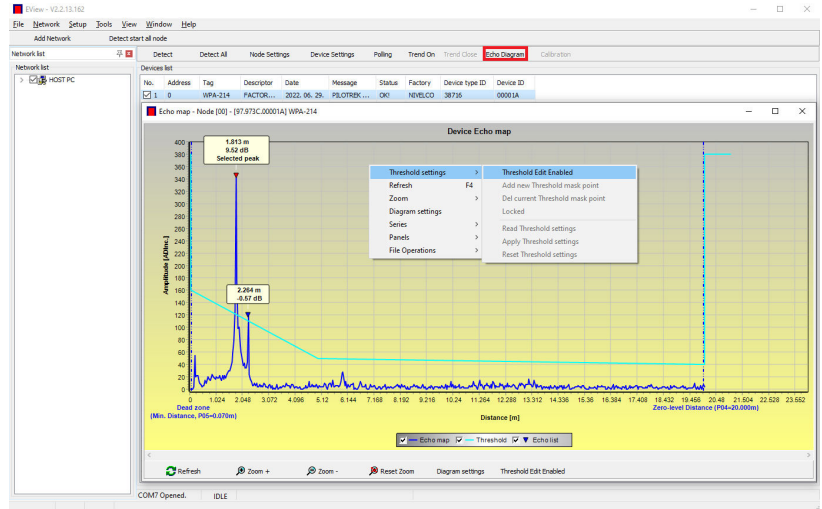 EView - V2.2.13.162
File Network Setup Tools View Window Help
Add Network Detect start all node
Network list
Detect Detect All Node Settings Device Settings Polling Trend On Trend Close Echo Diagram Calibration
Network list
HOST PC
Devices list
No. Address Tag Descriptor Date Message Status Factory Device type ID Device ID
1 0 WPA-214 FACTOR... 2022. 06. 29. PILOTREK ... OK! NIVELCO 38716 00001A
Echo map - Node [00] - [97.973C.00001A] WPA-214
Device Echo map
1.813 m
9.52 dB
Selected peak
2.264 m
-0.57 dB
Threshold settings
Refresh F4
Zoom
Diagram settings
Series
Panels
File Operations
Threshold Edit Enabled
Add new Threshold mask point
Del current Threshold mask point
Locked
Read Threshold settings
Apply Threshold settings
Reset Threshold settings
Amplitude [ADInc.]
400
380
360
340
320
300
280
260
240
220
200
180
160
140
120
100
80
60
40
20
0
0 1.024 2.048 3.072 4.096 5.12 6.144 7.168 8.192 9.216 10.24 11.264 12.288 13.312 14.336 15.36 16.384 17.408 18.432 19.456 20.48 21.504 22.528 23.552
Dead zone
(Min. Distance, P05=0.070m)
Zero-level Distance (P04=20.000m)
Distance [m]
Echo map Threshold Echo list
Refresh Zoom + Zoom - Reset Zoom Diagram settings Threshold Edit Enabled
COM7 Opened. IDLE